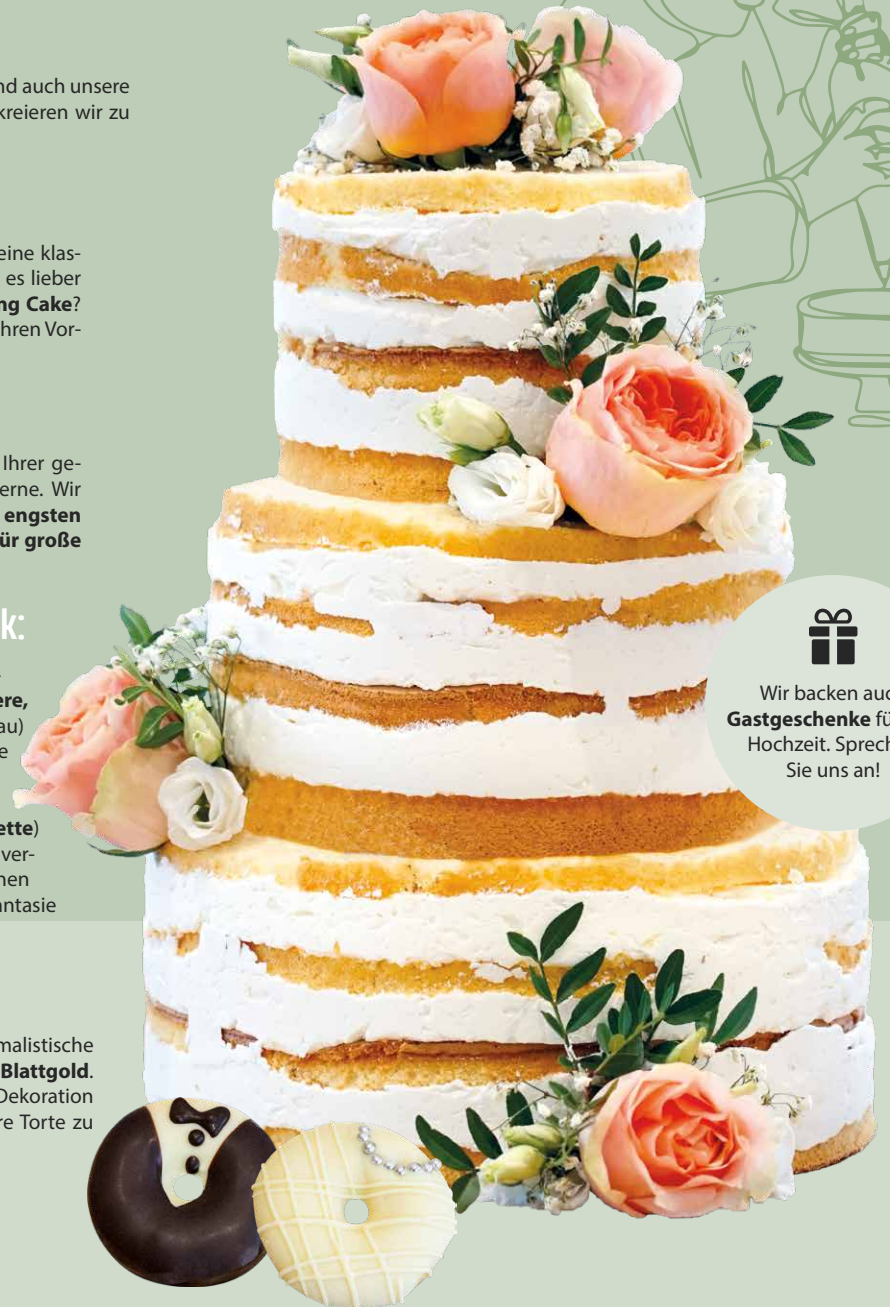 nd auch unsere
kreieren wir zu
eine klas-
es lieber
ng Cake?
hren Vor-
Ihrer ge-
erne. Wir
engsten
ür große
k:
ere,
au)
e
ette)
ver-
nen
ntasie
malistische
Blattgold.
Dekoration
re Torte zu
Wir backen auc
Gastgeschenke fü
Hochzeit. Sprech
Sie uns an!